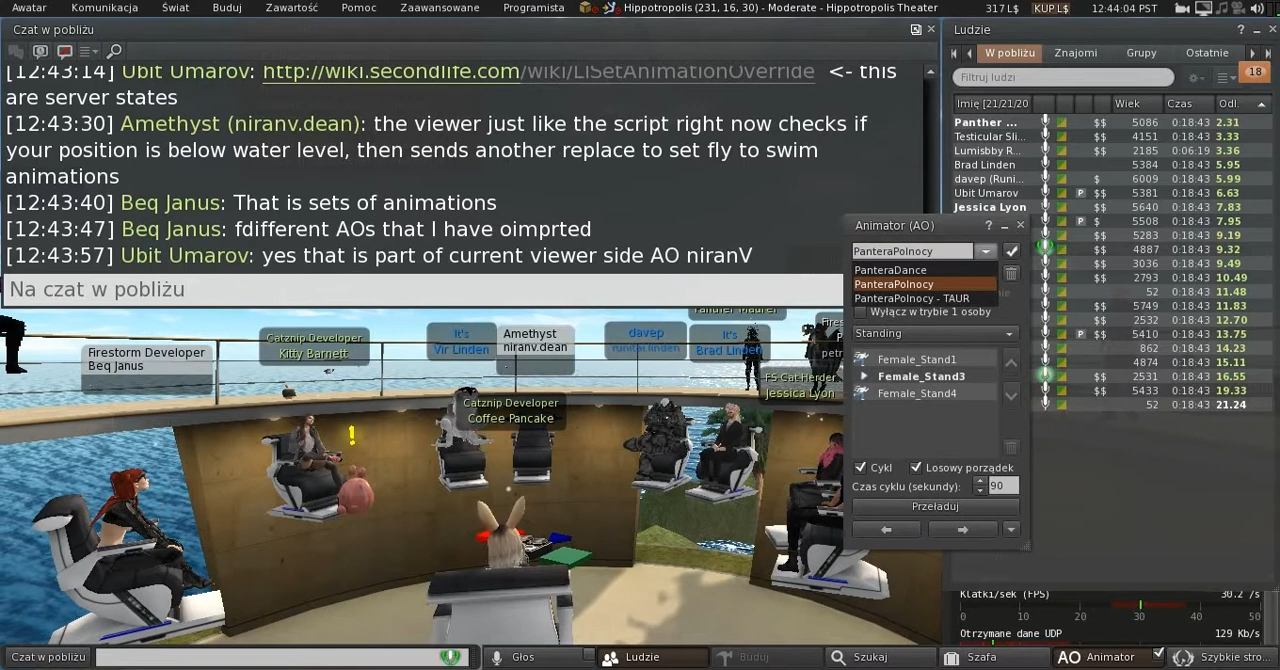 Awatar Komunikacja Świat Buduj Zawartość Pomoc Zaawansowane Programista Hippotropolis (231, 16, 30) - Moderate - Hippotropolis Theater 317 L$ KUP L$ 12:44:04 PST
Czat w pobliżu
[12:43:14] Ubit Umarov: http://wiki.secondlife.com/wiki/LlSetAnimationOverride <- this
are server states
[12:43:30] Amethyst (niranv.dean): the viewer just like the script right now checks if
your position is below water level, then sends another replace to set fly to swim
animations
[12:43:40] Beq Janus: That is sets of animations
[12:43:47] Beq Janus: fdifferent AOs that I have oimprted
[12:43:57] Ubit Umarov: yes that is part of current viewer side AO niranV
Na czat w pobliżu
Ludzie
W pobliżu Znajomi Grupy Ostatnie
Filtruj ludzi
18
Imię [21/21/20 Wiek Czas Odl.
Panther ... $$ 5086 0:18:43 2.31
Testicular Sli... $$ 4151 0:18:43 3.33
Lumisbby R... $$ 2185 0:06:19 3.36
Brad Linden 5384 0:18:43 5.95
davep (Runi... $ 6009 0:18:43 5.99
Ubit Umarov P $$ 5381 0:18:43 6.63
Jessica Lyon 5640 0:18:43 7.83
P $ 5508 0:18:43 7.95
$$ 5283 0:18:43 9.19
$$ 4887 0:18:43 9.32
$$ 3036 0:18:43 9.49
$$ 2793 0:18:43 10.49
52 0:18:43 11.48
$$ 5749 0:18:43 11.83
$$ 2532 0:18:43 12.70
P $$ 5410 0:18:43 13.75
862 0:18:43 14.23
4874 0:18:43 15.11
$$ 2531 0:18:43 16.55
$$ 5433 0:18:43 19.33
52 0:18:43 21.24
Animator (AO)
PanteraPolnocy
PanteraDance
PanteraPolnocy
PanteraPolnocy - TAUR
Wyłącz w trybie 1 osoby
Standing
Female_Stand1
Female_Stand3
Female_Stand4
Cykl Losowy porządek
Czas cyklu (sekundy): 90
Przeładuj
Firestorm Developer
Beq Janus
Catznip Developer
Kitty Barnett
It's
Vir Linden
Amethyst
niranv.dean
davep
runitai.linden
It's
Brad Linden
Catznip Developer
Coffee Pancake
FS Cat Herder
Jessica Lyon
!
Klatki/sek (FPS) 30.2 /s
0 10 20 30 40 50
Otrzymane dane UDP 129 Kb/s
Czat w pobliżu Głos Ludzie Buduj Szukaj Szafa AO Animator Szybkie stro...